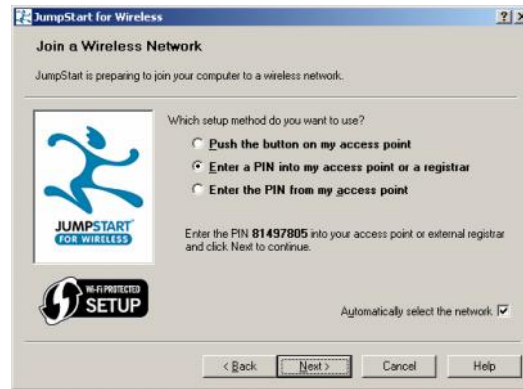 JumpStart for Wireless
Join a Wireless Network
JumpStart is preparing to join your computer to a wireless network.
Which setup method do you want to use?
Push the button on my access point
Enter a PIN into my access point or a registrar
Enter the PIN from my access point
JUMPSTART
FOR WIRELESS
Enter the PIN 81497805 into your access point or external registrar
and click Next to continue.
Wi-Fi PROTECTED
SETUP
Automatically select the network
< Back
Next >
Cancel
Help